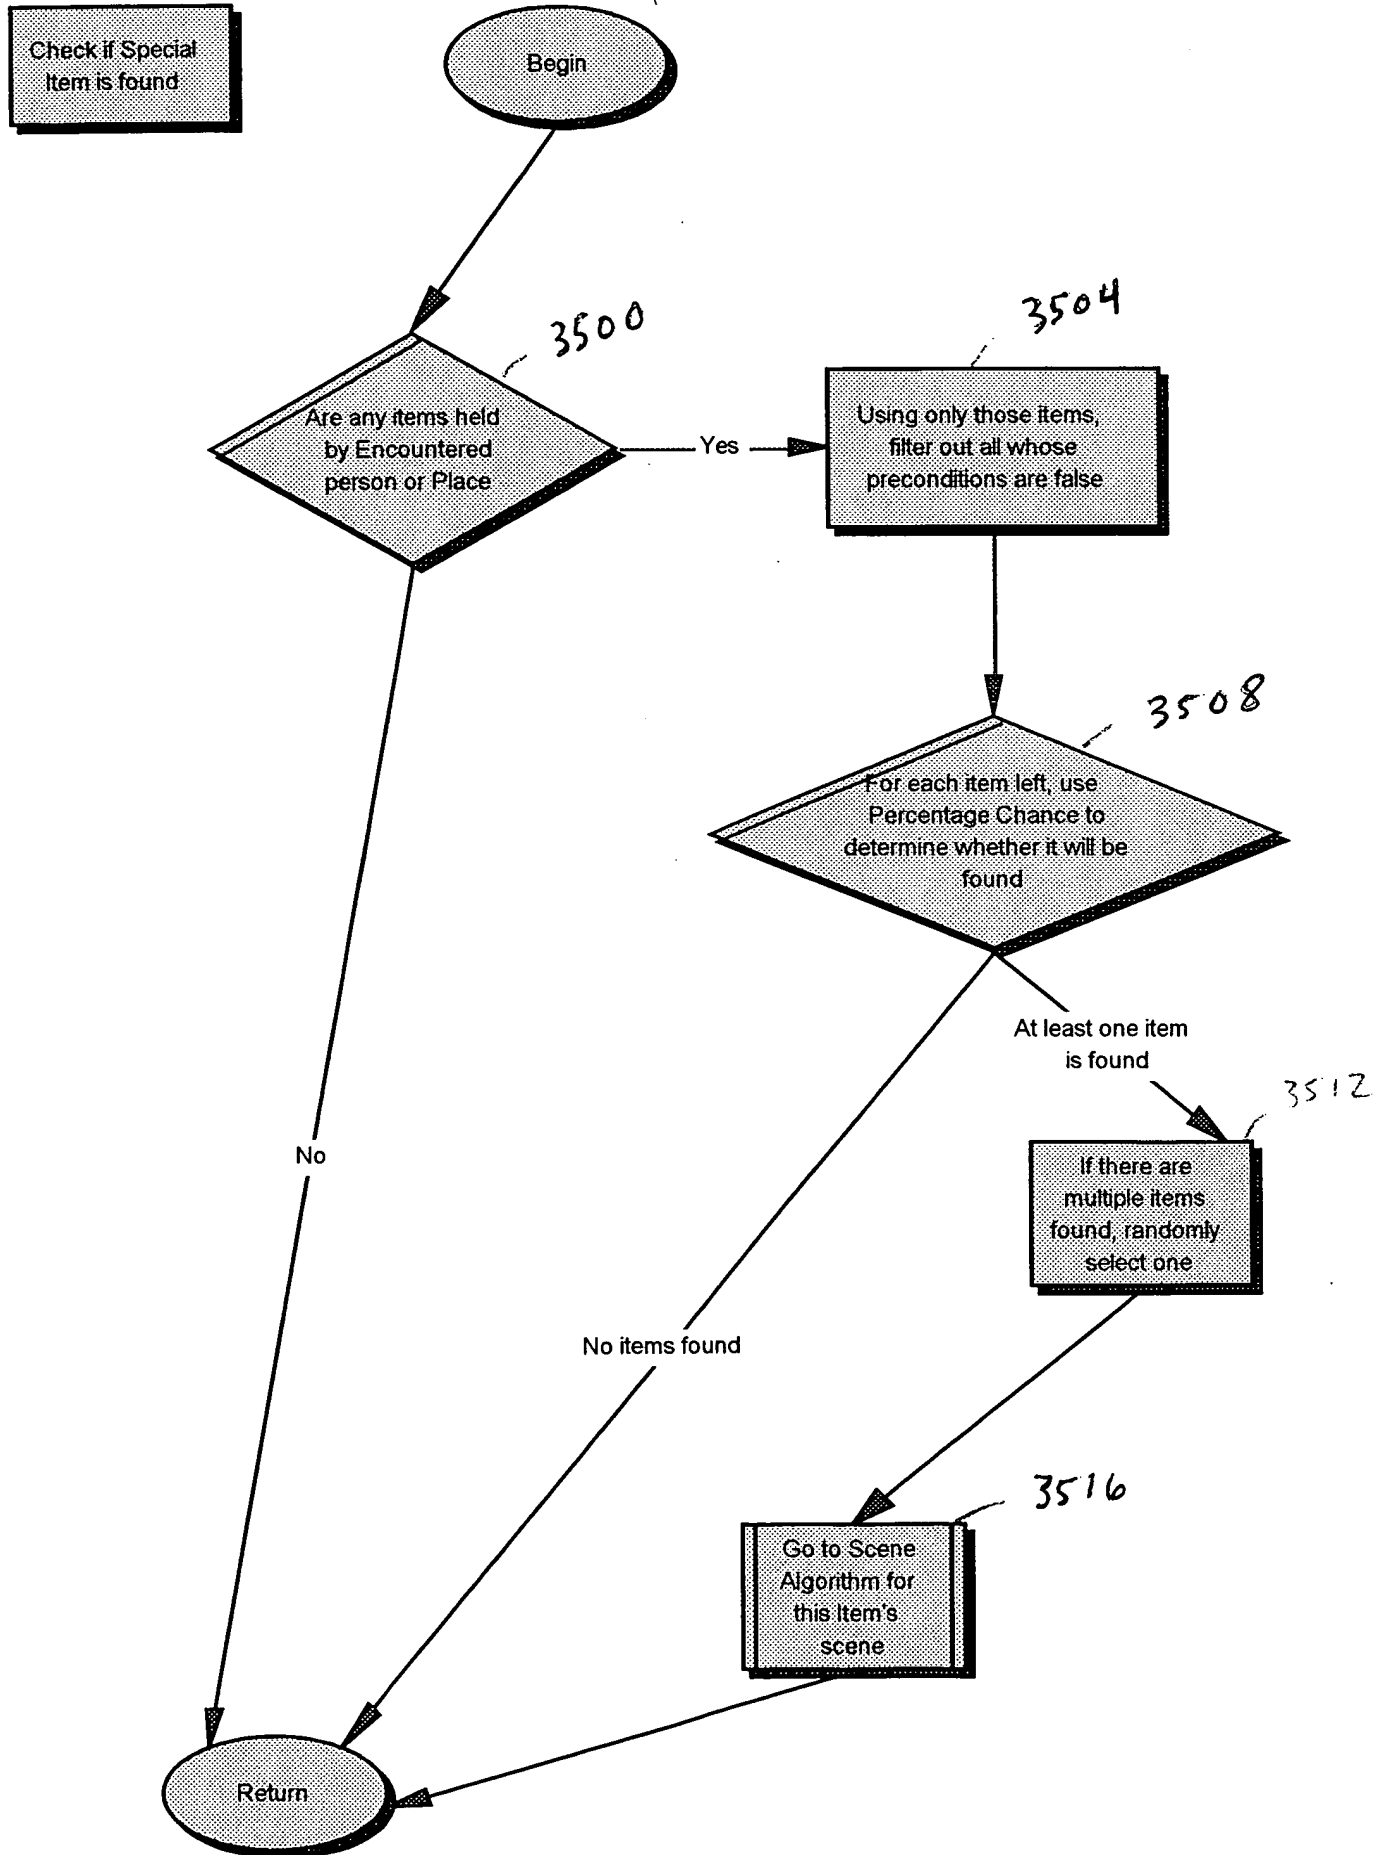 Check if Special
Item is found
Begin
3500
3504
Are any items held
by Encountered
person or Place
Yes
Using only those items,
filter out all whose
preconditions are false
3508
For each item left, use
Percentage Chance to
determine whether it will be
found
At least one item
is found
3512
No
If there are
multiple items
found, randomly
select one
No items found
3516
Go to Scene
Algorithm for
this Item's
scene
Return